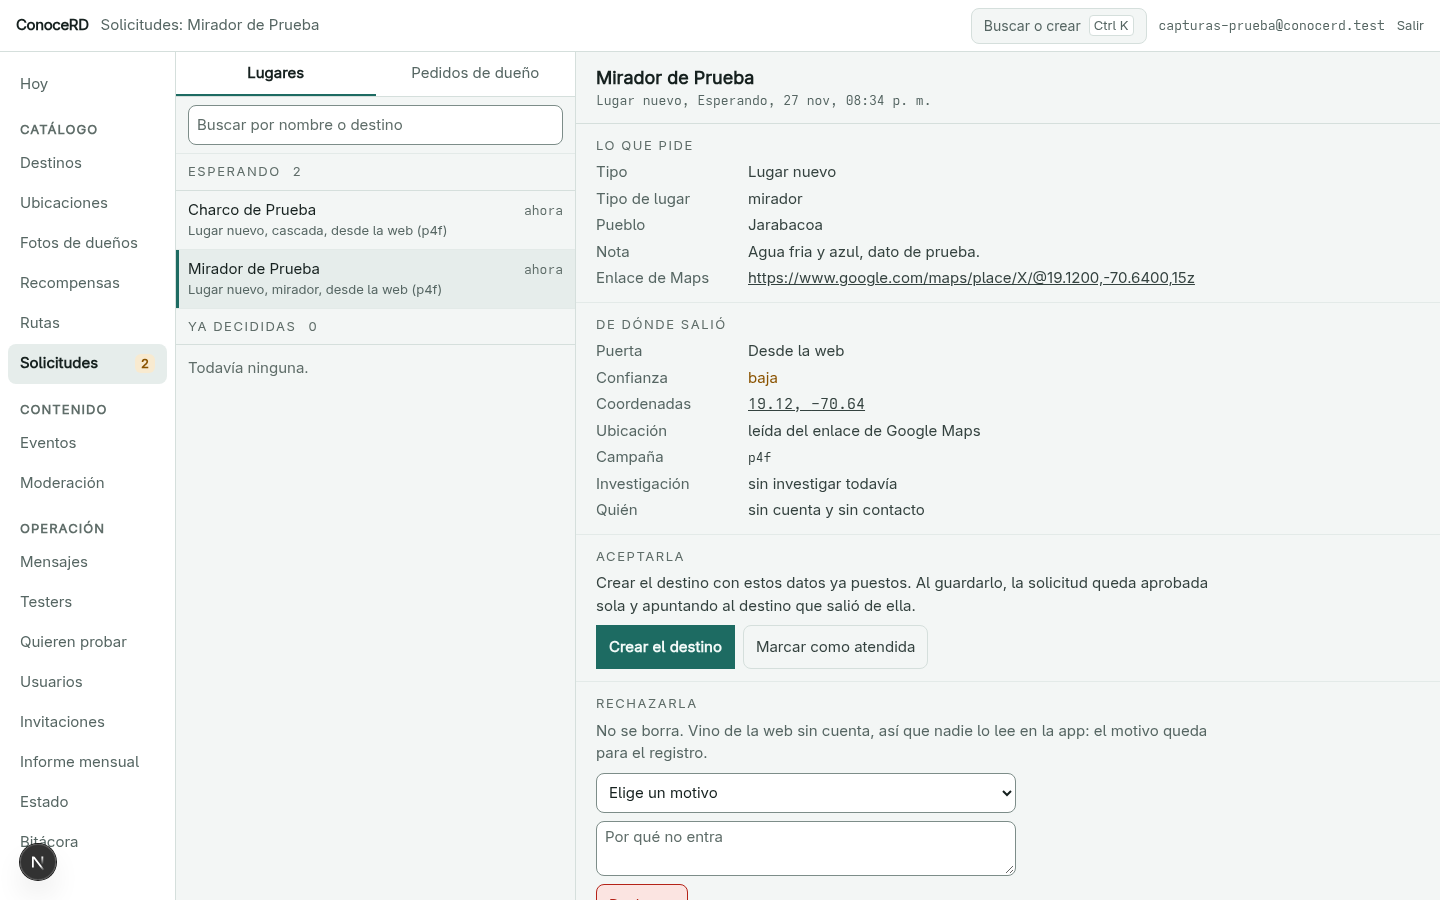 ConoceRD Solicitudes: Mirador de Prueba
Buscar o crear Ctrl K capturas-prueba@conocerd.test Salir
Hoy
CATÁLOGO
Destinos
Ubicaciones
Fotos de dueños
Recompensas
Rutas
Solicitudes 2
CONTENIDO
Eventos
Moderación
OPERACIÓN
Mensajes
Testers
Quieren probar
Usuarios
Invitaciones
Informe mensual
Estado
Bitácora
N
Lugares Pedidos de dueño
Buscar por nombre o destino
ESPERANDO 2
Charco de Prueba ahora
Lugar nuevo, cascada, desde la web (p4f)
Mirador de Prueba ahora
Lugar nuevo, mirador, desde la web (p4f)
YA DECIDIDAS 0
Todavía ninguna.
Mirador de Prueba
Lugar nuevo, Esperando, 27 nov, 08:34 p. m.
LO QUE PIDE
Tipo Lugar nuevo
Tipo de lugar mirador
Pueblo Jarabacoa
Nota Agua fria y azul, dato de prueba.
Enlace de Maps https://www.google.com/maps/place/X/@19.1200,-70.6400,15z
DE DÓNDE SALIÓ
Puerta Desde la web
Confianza baja
Coordenadas 19.12, -70.64
Ubicación leída del enlace de Google Maps
Campaña p4f
Investigación sin investigar todavía
Quién sin cuenta y sin contacto
ACEPTARLA
Crear el destino con estos datos ya puestos. Al guardarlo, la solicitud queda aprobada
sola y apuntando al destino que salió de ella.
Crear el destino Marcar como atendida
RECHAZARLA
No se borra. Vino de la web sin cuenta, así que nadie lo lee en la app: el motivo queda
para el registro.
Elige un motivo
Por qué no entra